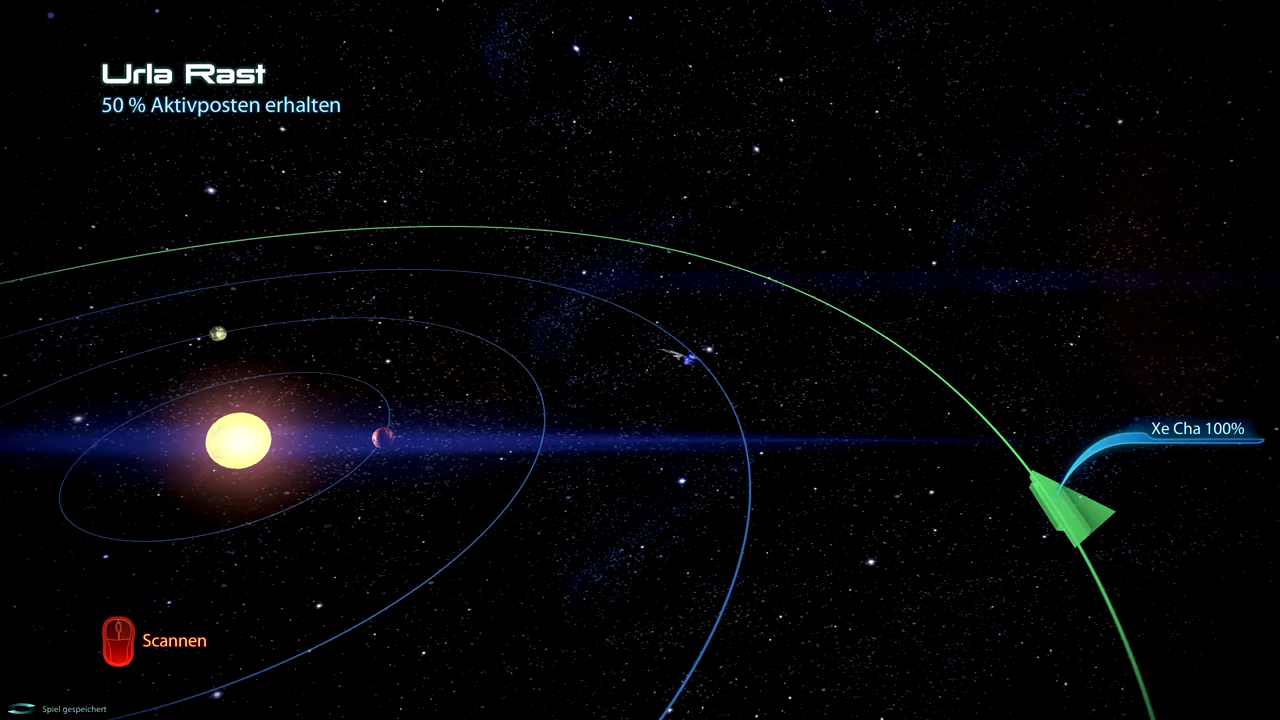 Urla Rast
50 % Aktivposten erhalten
Xe Cha 100%
Scannen
Spiel gespeichert